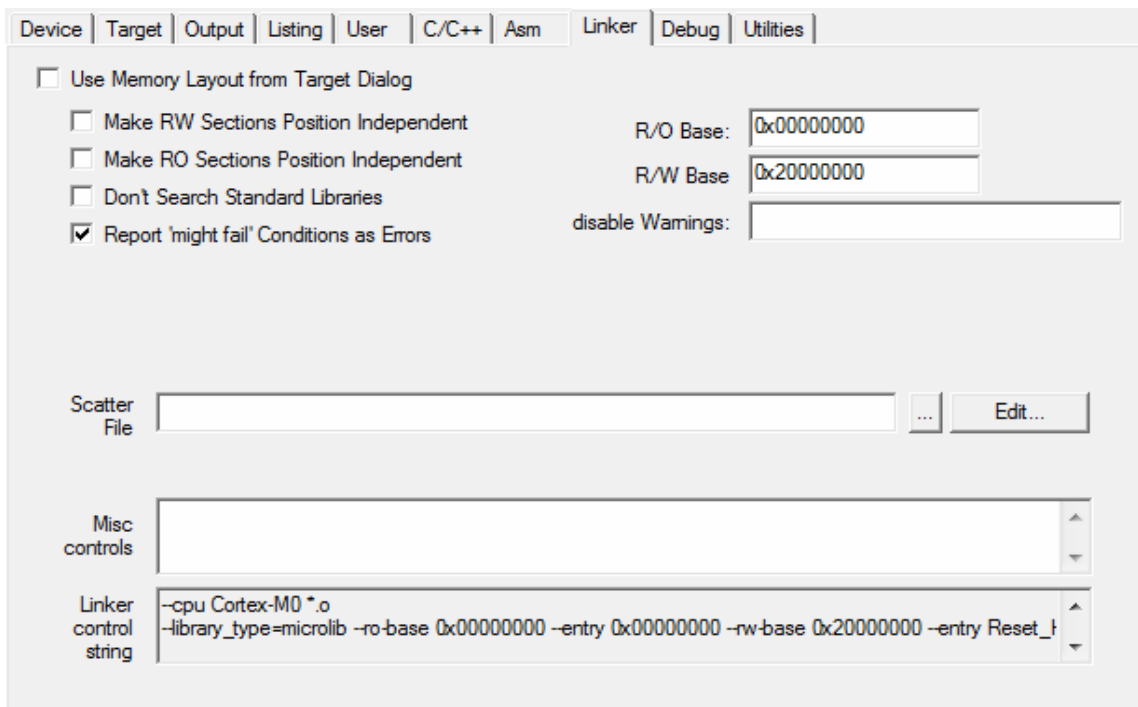 Device Target Output Listing User C/C++ Asm Linker Debug Utilities
Use Memory Layout from Target Dialog
Make RW Sections Position Independent
R/O Base: 0x00000000
Make RO Sections Position Independent
R/W Base 0x20000000
Don't Search Standard Libraries
disable Warnings:
Report 'might fail' Conditions as Errors
Scatter
File
... Edit...
Misc
controls
Linker
control
string
--cpu Cortex-M0 *.o
--library_type=microlib --ro-base 0x00000000 --entry 0x00000000 --rw-base 0x20000000 --entry